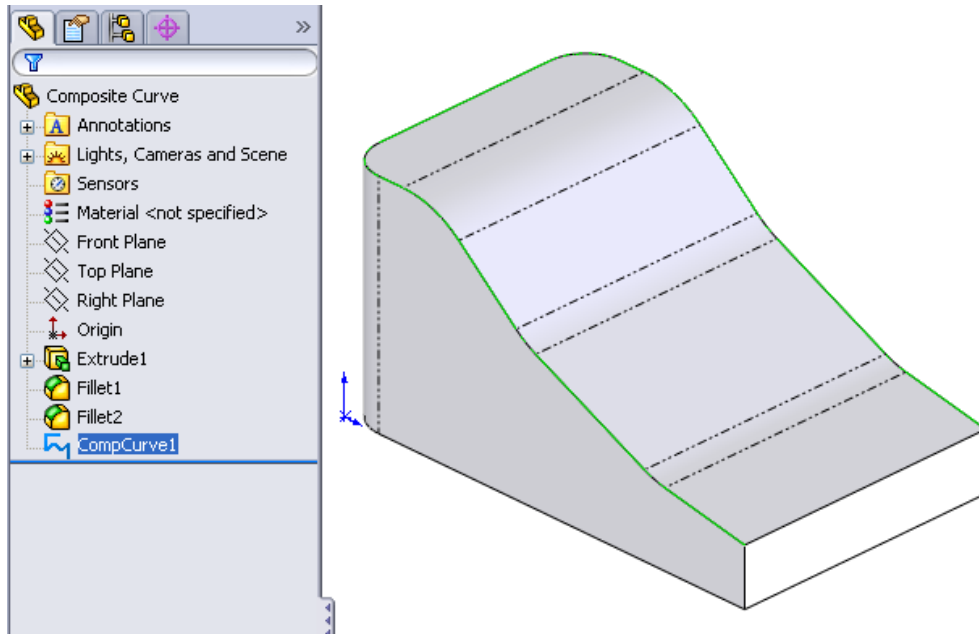 »
Composite Curve
A Annotations
Lights, Cameras and Scene
Sensors
Material <not specified>
Front Plane
Top Plane
Right Plane
Origin
Extrude1
Fillet1
Fillet2
CompCurve1